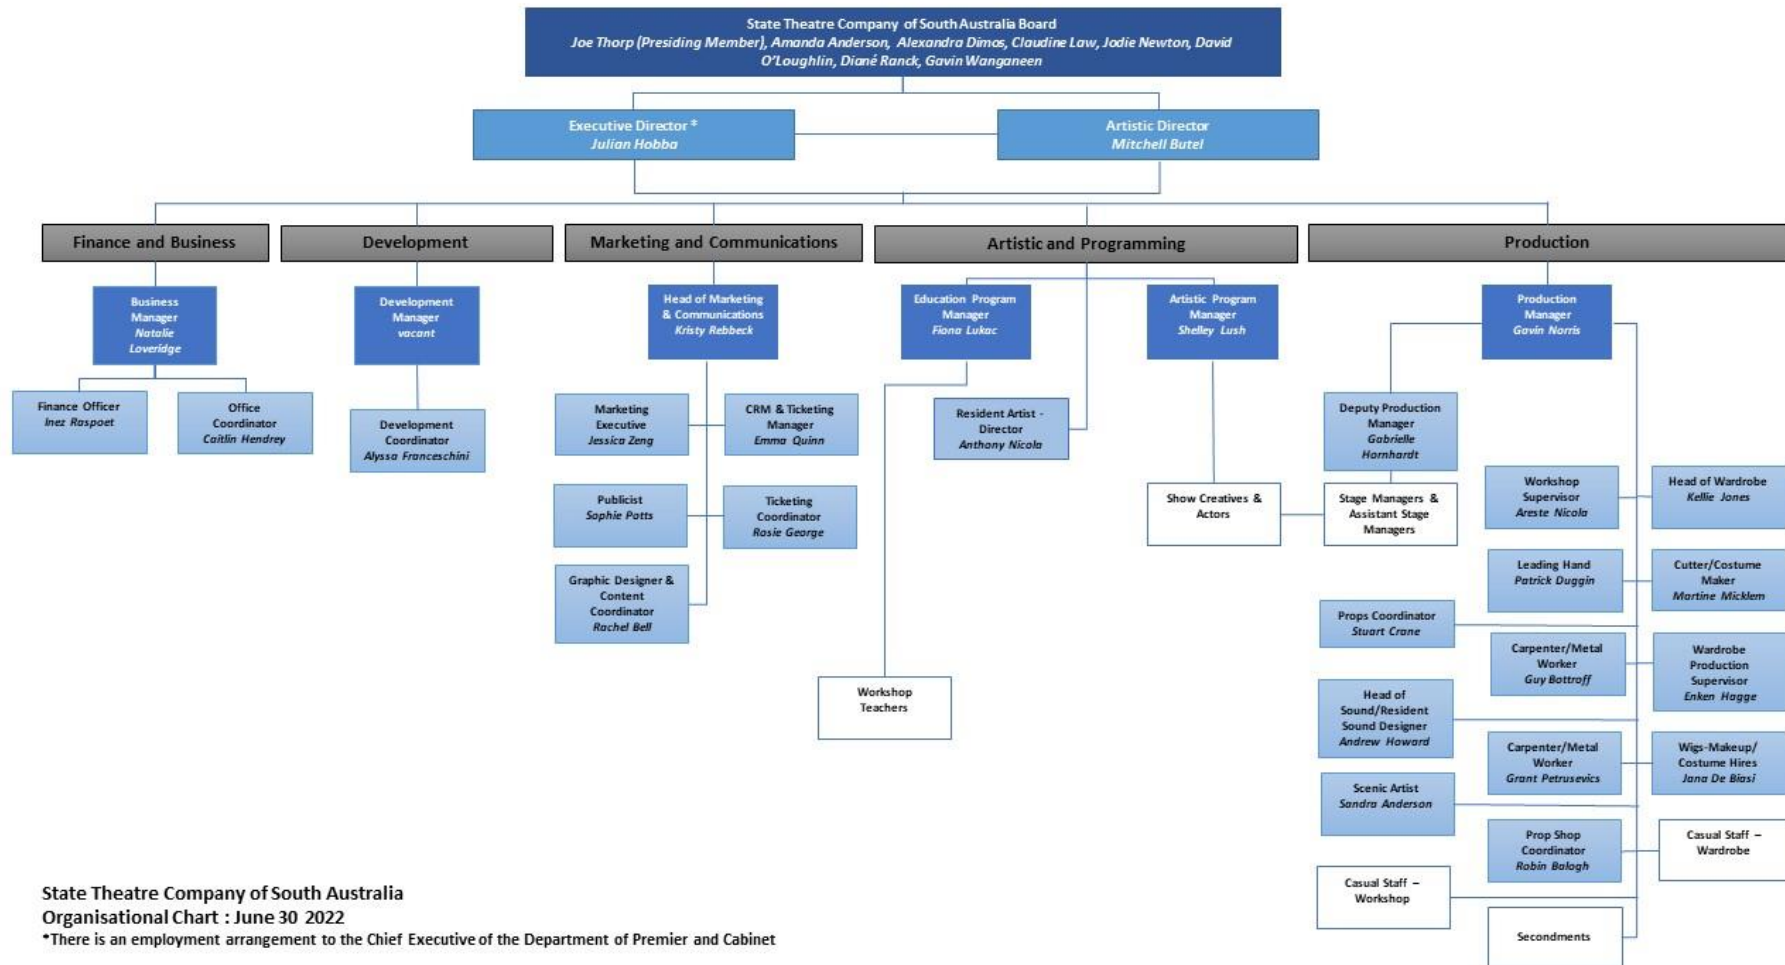 State Theatre Company of South Australia Board
Joe Thorp (Presiding Member), Amanda Anderson, Alexandra Dimos, Claudine Law, Jodie Newton, David
O'Loughlin, Diané Ranck, Gavin Wanganeen
Executive Director *
Julian Hobba
Artistic Director
Mitchell Butel
Finance and Business
Development
Marketing and Communications
Artistic and Programming
Production
Business
Manager
Natalie
Loveridge
Development
Manager
vacant
Head of Marketing
& Communications
Kristy Rebbeck
Education Program
Manager
Fiona Lukac
Artistic Program
Manager
Shelley Lush
Production
Manager
Gavin Norris
Finance Officer
Inez Raspoet
Office
Coordinator
Caitlin Hendrey
Development
Coordinator
Alyssa Franceschini
Marketing
Executive
Jessica Zeng
CRM & Ticketing
Manager
Emma Quinn
Publicist
Sophie Potts
Ticketing
Coordinator
Rosie George
Graphic Designer &
Content
Coordinator
Rachel Bell
Workshop
Teachers
Resident Artist -
Director
Anthony Nicola
Show Creatives &
Actors
Deputy Production
Manager
Gabrielle
Hornhardt
Stage Managers &
Assistant Stage
Managers
Workshop
Supervisor
Areste Nicola
Head of Wardrobe
Kellie Jones
Leading Hand
Patrick Duggin
Cutter/Costume
Maker
Martine Micklem
Props Coordinator
Stuart Crane
Carpenter/Metal
Worker
Guy Bottroff
Wardrobe
Production
Supervisor
Enken Hagge
Head of
Sound/Resident
Sound Designer
Andrew Howard
Carpenter/Metal
Worker
Grant Petrusevics
Wigs-Makeup/
Costume Hires
Jana De Biasi
Scenic Artist
Sandra Anderson
Prop Shop
Coordinator
Robin Balogh
Casual Staff –
Wardrobe
Casual Staff –
Workshop
Secondments
State Theatre Company of South Australia
Organisational Chart : June 30 2022
*There is an employment arrangement to the Chief Executive of the Department of Premier and Cabinet